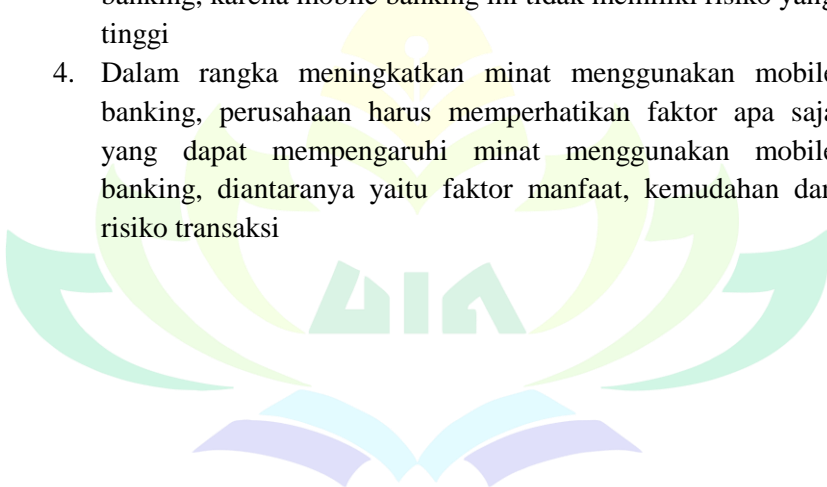 tinggi
4. Dalam rangka meningkatkan minat menggunakan mobile
banking, perusahaan harus memperhatikan faktor apa saja
yang dapat mempengaruhi minat menggunakan mobile
banking, diantaranya yaitu faktor manfaat, kemudahan dan
risiko transaksi
UIN